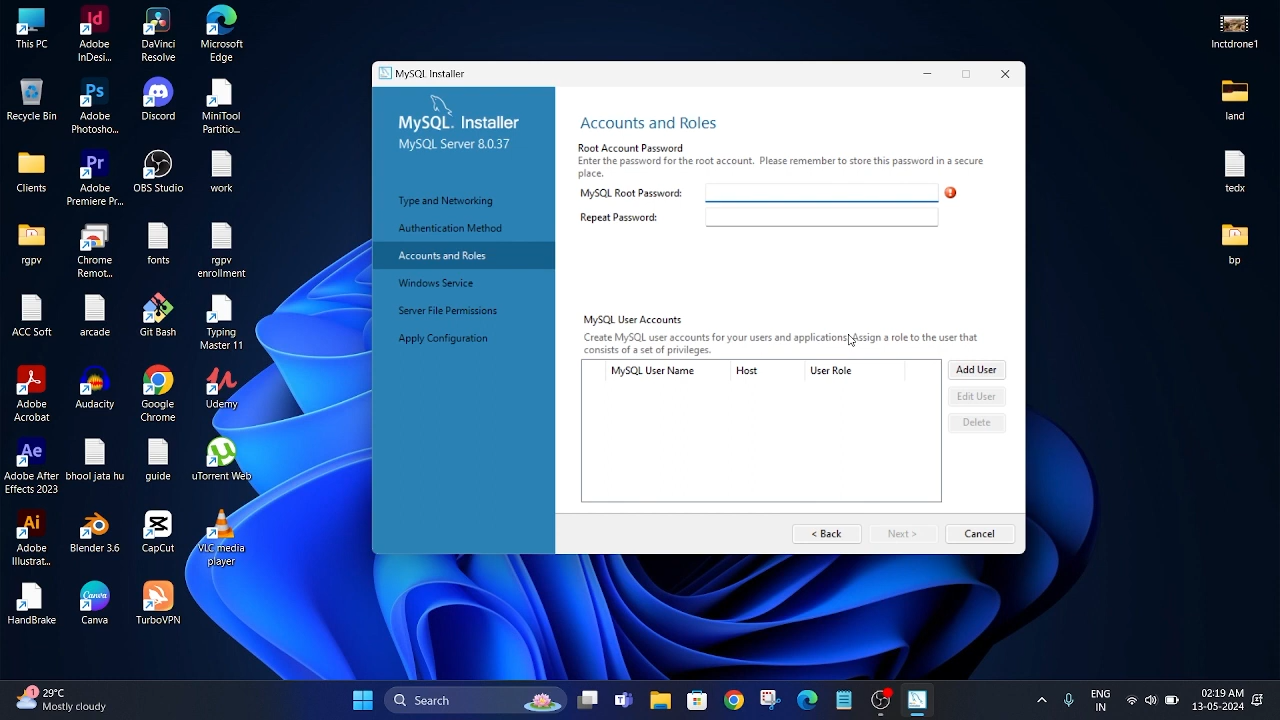 This PC
Adobe
InDesi...
DaVinci
Resolve
Microsoft
Edge
Inctdrone1
Recycle Bin
Adobe
Photosho...
Discord
MiniTool
Partitio...
land
Clients
Adobe
Premiere Pr...
OBS Studio
work
tedx
rgpv
Chrome
Remot...
fonts
rgpv
enrollment
bp
ACC Soft
arcade
Git Bash
Typing
Master 11
Adobe
Acrobat
Audacity
Google
Chrome
Udemy
Adobe After
Effects 2023
bhool jata hu
guide
uTorrent Web
Adobe
Illustrat...
Blender 3.6
CapCut
VLC media
player
HandBrake
Canva
TurboVPN
MySQL Installer
MySQL. Installer
MySQL Server 8.0.37
Type and Networking
Authentication Method
Accounts and Roles
Windows Service
Server File Permissions
Apply Configuration
Accounts and Roles
Root Account Password
Enter the password for the root account. Please remember to store this password in a secure
place.
MySQL Root Password:
Repeat Password:
MySQL User Accounts
Create MySQL user accounts for your users and applications. Assign a role to the user that
consists of a set of privileges.
MySQL User Name Host User Role
Add User
Edit User
Delete
< Back Next > Cancel
29°C
Mostly cloudy
Search
ENG
IN
02:19 AM
13-05-2024